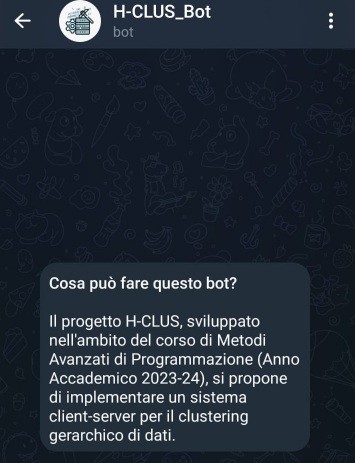 H-CLUS_Bot
bot
Cosa può fare questo bot?
Il progetto H-CLUS, sviluppato
nell'ambito del corso di Metodi
Avanzati di Programmazione (Anno
Accademico 2023-24), si propone
di implementare un sistema
client-server per il clustering
gerarchico di dati.